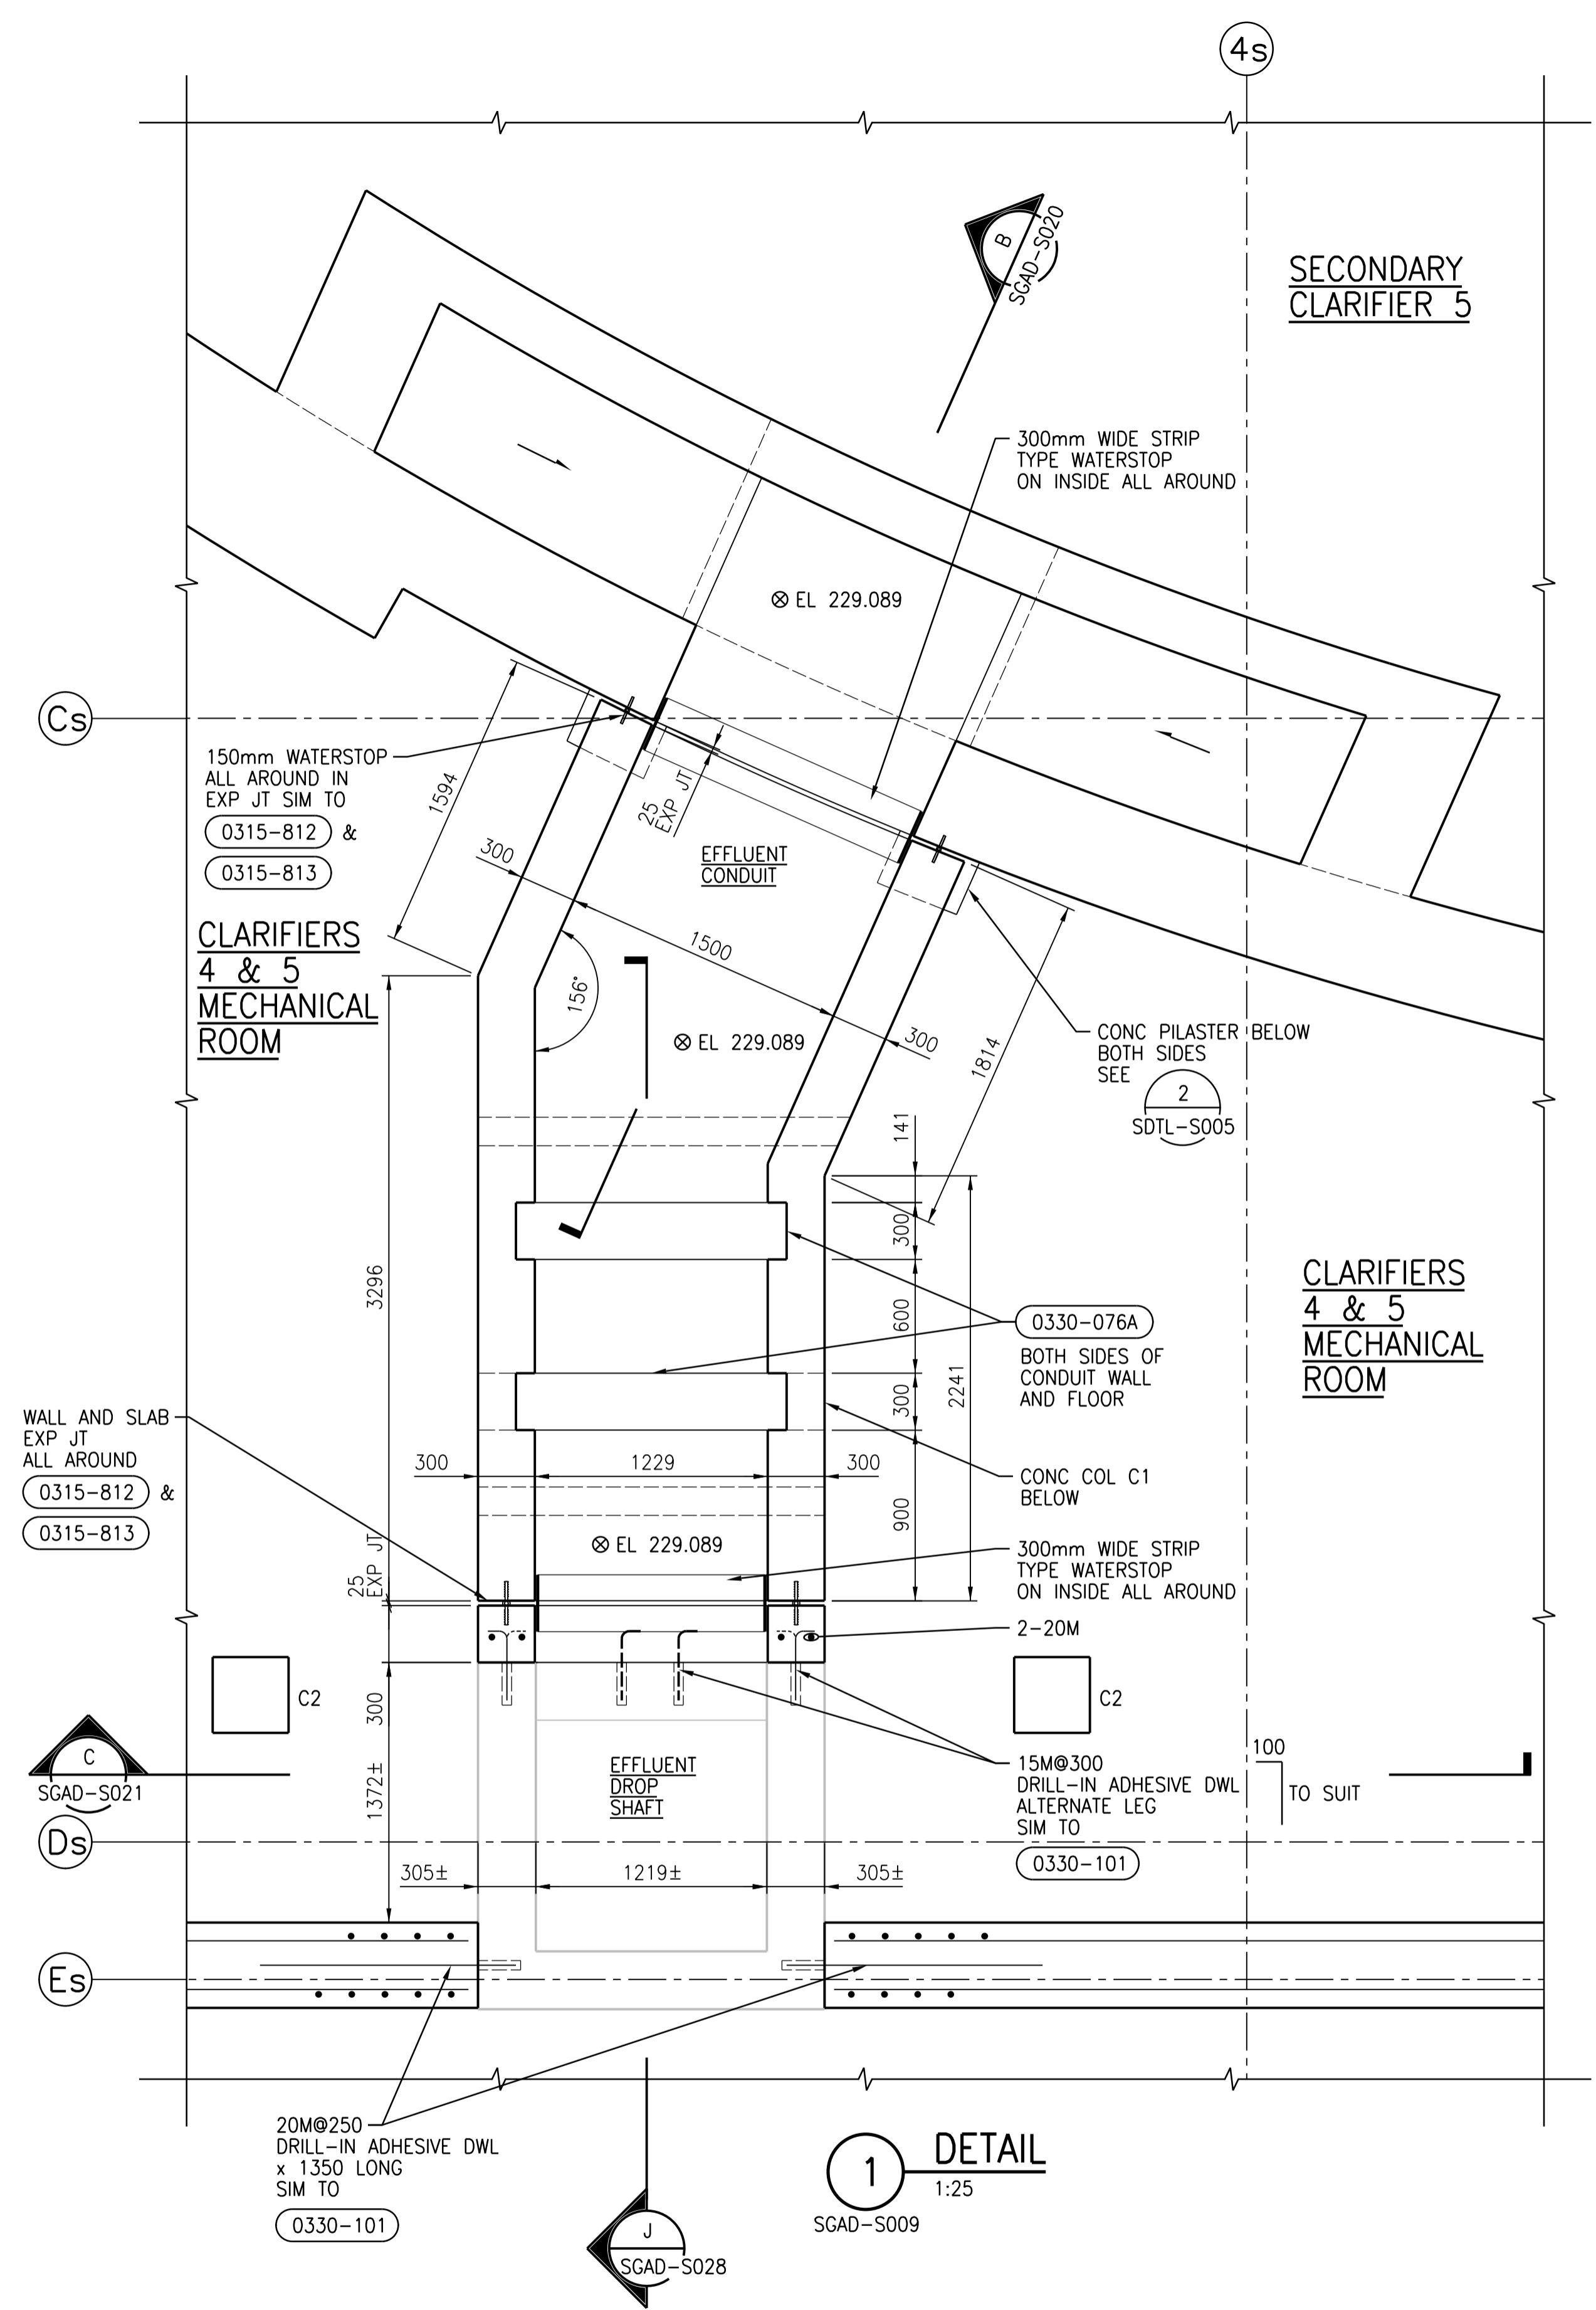 4s
B
SGAD-S020
SECONDARY
CLARIFIER 5
300mm WIDE STRIP
TYPE WATERSTOP
ON INSIDE ALL AROUND
⊗ EL 229.089
Cs
150mm WATERSTOP
ALL AROUND IN
EXP JT SIM TO
0315-812 &
0315-813
1594
25
EXP JT
300
EFFLUENT
CONDUIT
CLARIFIERS
4 & 5
MECHANICAL
ROOM
1500
156°
⊗ EL 229.089
300
1814
CONC PILASTER BELOW
BOTH SIDES
SEE
2
SDTL-S005
141
300
3296
600
2241
0330-076A
BOTH SIDES OF
CONDUIT WALL
AND FLOOR
CLARIFIERS
4 & 5
MECHANICAL
ROOM
300
WALL AND SLAB
EXP JT
ALL AROUND
0315-812 &
0315-813
300
1229
300
CONC COL C1
BELOW
900
⊗ EL 229.089
25
EXP JT
300mm WIDE STRIP
TYPE WATERSTOP
ON INSIDE ALL AROUND
2-20M
C2
300
C2
C
SGAD-S021
1372±
EFFLUENT
DROP
SHAFT
15M@300
DRILL-IN ADHESIVE DWL
ALTERNATE LEG
SIM TO
0330-101
100
TO SUIT
Ds
305±
1219±
305±
Es
20M@250
DRILL-IN ADHESIVE DWL
x 1350 LONG
SIM TO
0330-101
1
DETAIL
1:25
SGAD-S009
J
SGAD-S028